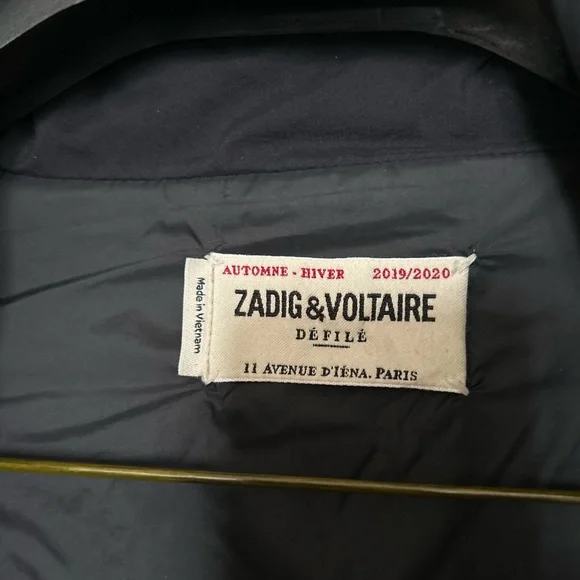 AUTOMNE - HIVER 2019/2020
ZADIG & VOLTAIRE
DÉFILÉ
11 AVENUE D'IÉNA. PARIS
Made in Vietnam